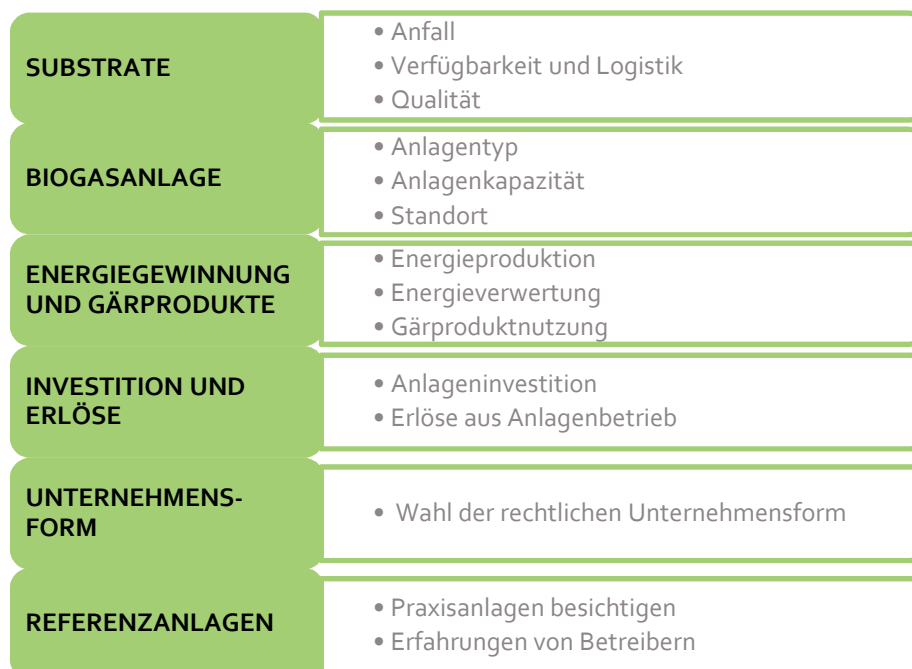 SUBSTRATE
• Anfall
• Verfügbarkeit und Logistik
• Qualität
BIOGASANLAGE
• Anlagentyp
• Anlagenkapazität
• Standort
ENERGIEGEWINNUNG
UND GÄRPRODUKTE
• Energieproduktion
• Energieverwertung
• Gärproduktnutzung
INVESTITION UND
ERLÖSE
• Anlageninvestition
• Erlöse aus Anlagenbetrieb
UNTERNEHMENS-
FORM
• Wahl der rechtlichen Unternehmensform
REFERENZANLAGEN
• Praxisanlagen besichtigen
• Erfahrungen von Betreibern